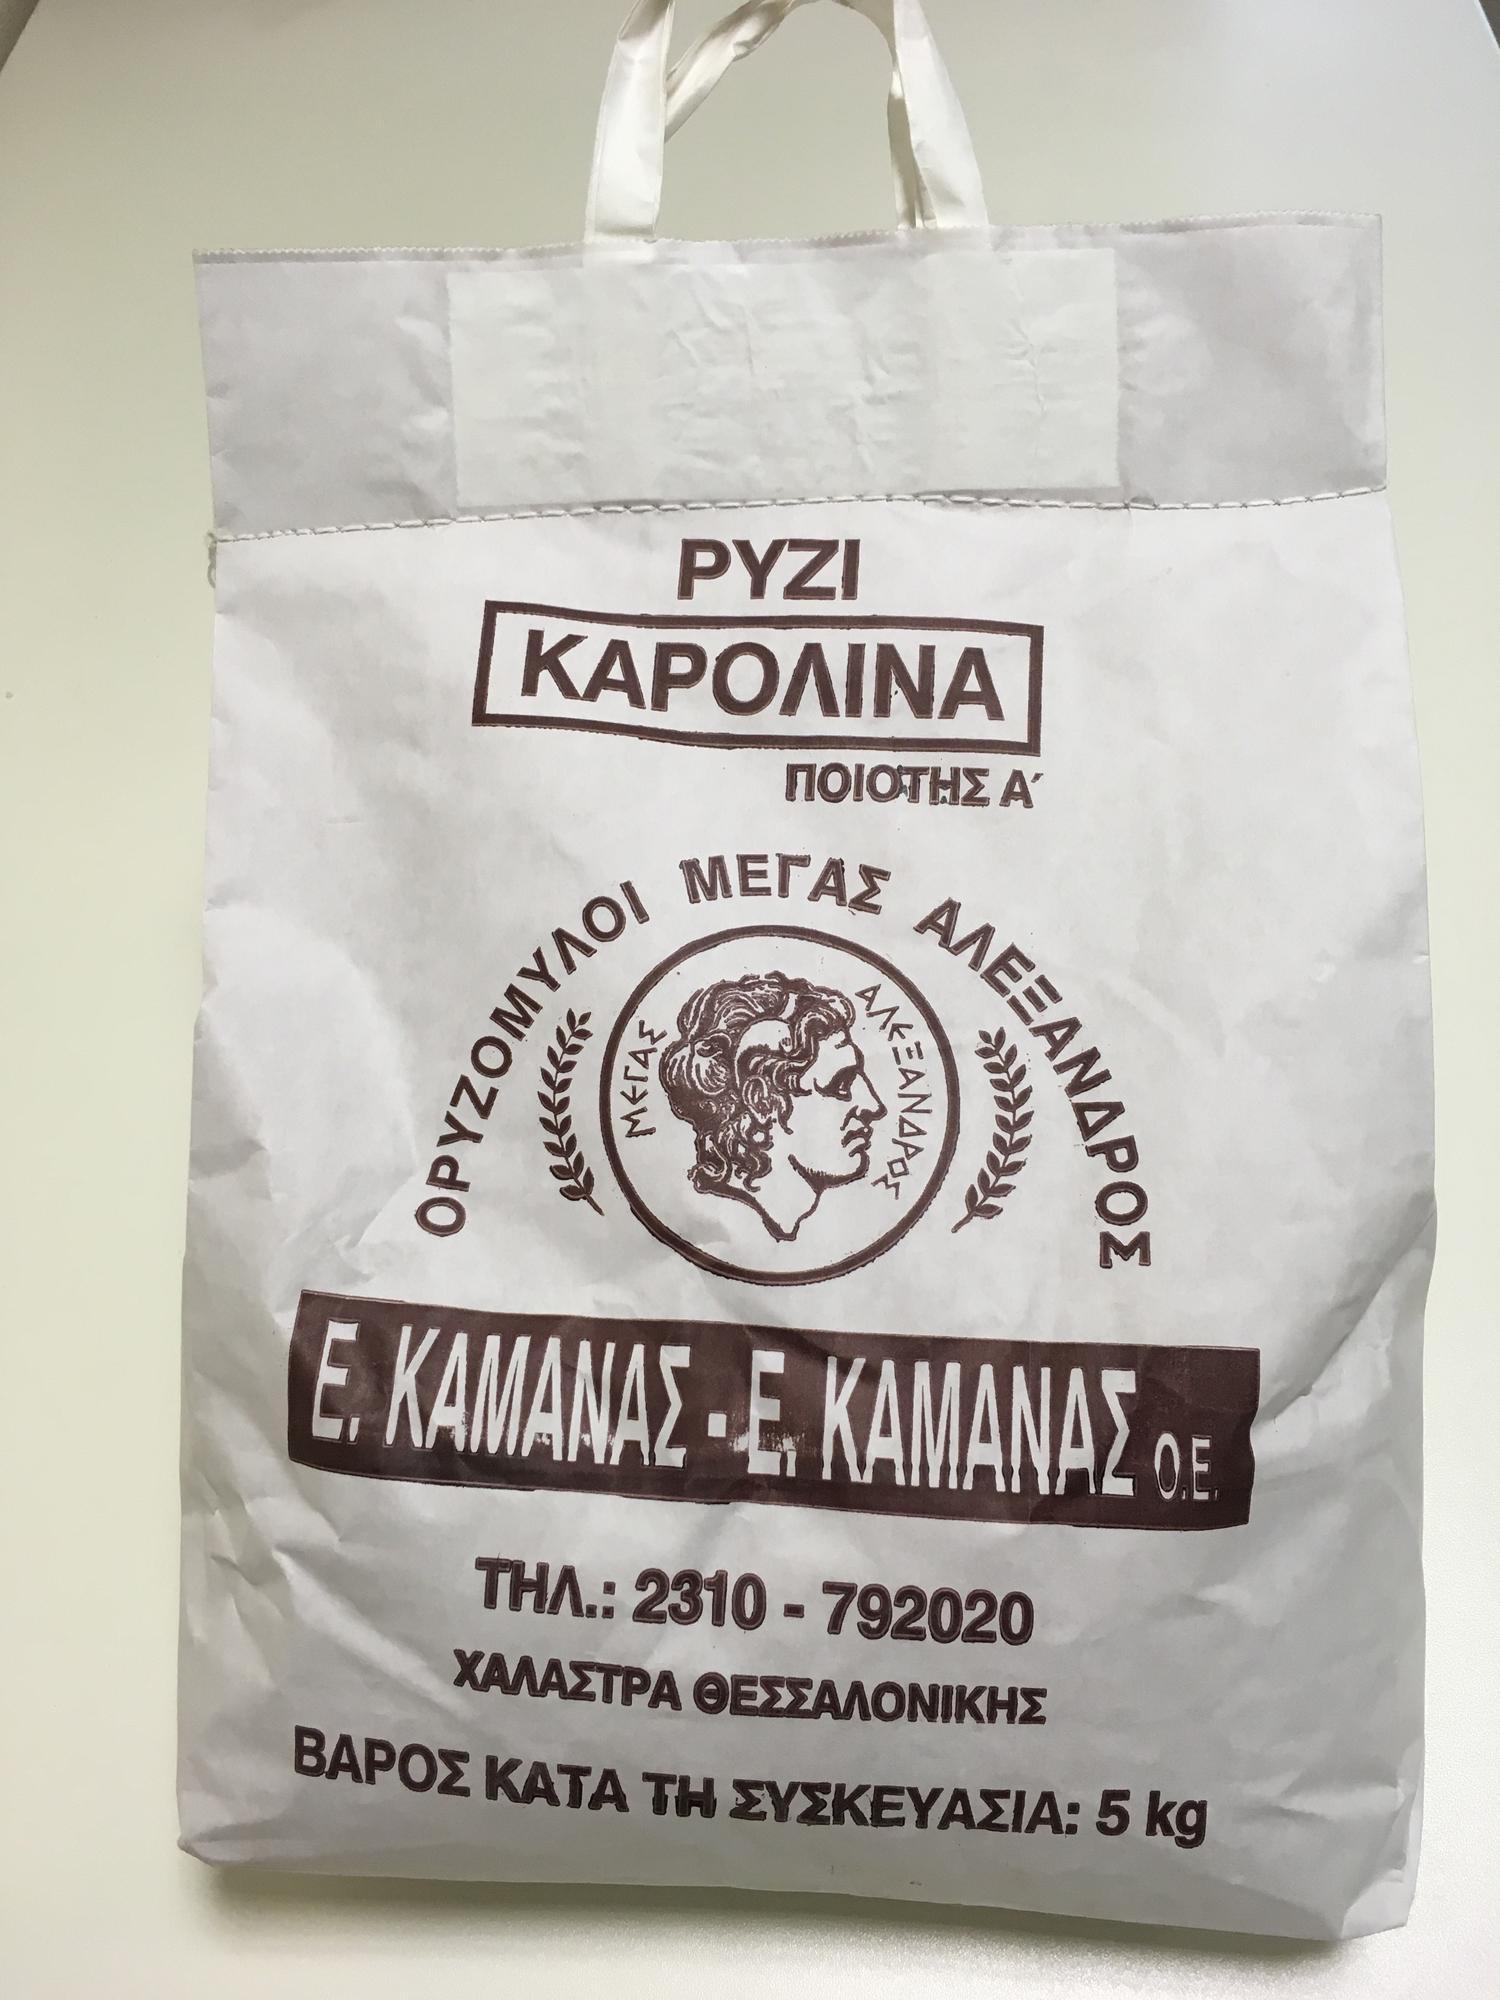 ΡΥΖΙ
ΚΑΡΟΛΙΝΑ
ΠΟΙΟΤΗΣ Α΄
ΟΡΥΖΟΜΥΛΟΙ ΜΕΓΑΣ ΑΛΕΞΑΝΔΡΟΣ
ΜΕΓΑΣ ΑΛΕΞΑΝΔΡΟΣ
Ε. ΚΑΜΑΝΑΣ - Ε. ΚΑΜΑΝΑΣ Ο.Ε.
ΤΗΛ.: 2310 - 792020
ΧΑΛΑΣΤΡΑ ΘΕΣΣΑΛΟΝΙΚΗΣ
ΒΑΡΟΣ ΚΑΤΑ ΤΗ ΣΥΣΚΕΥΑΣΙΑ: 5 kg